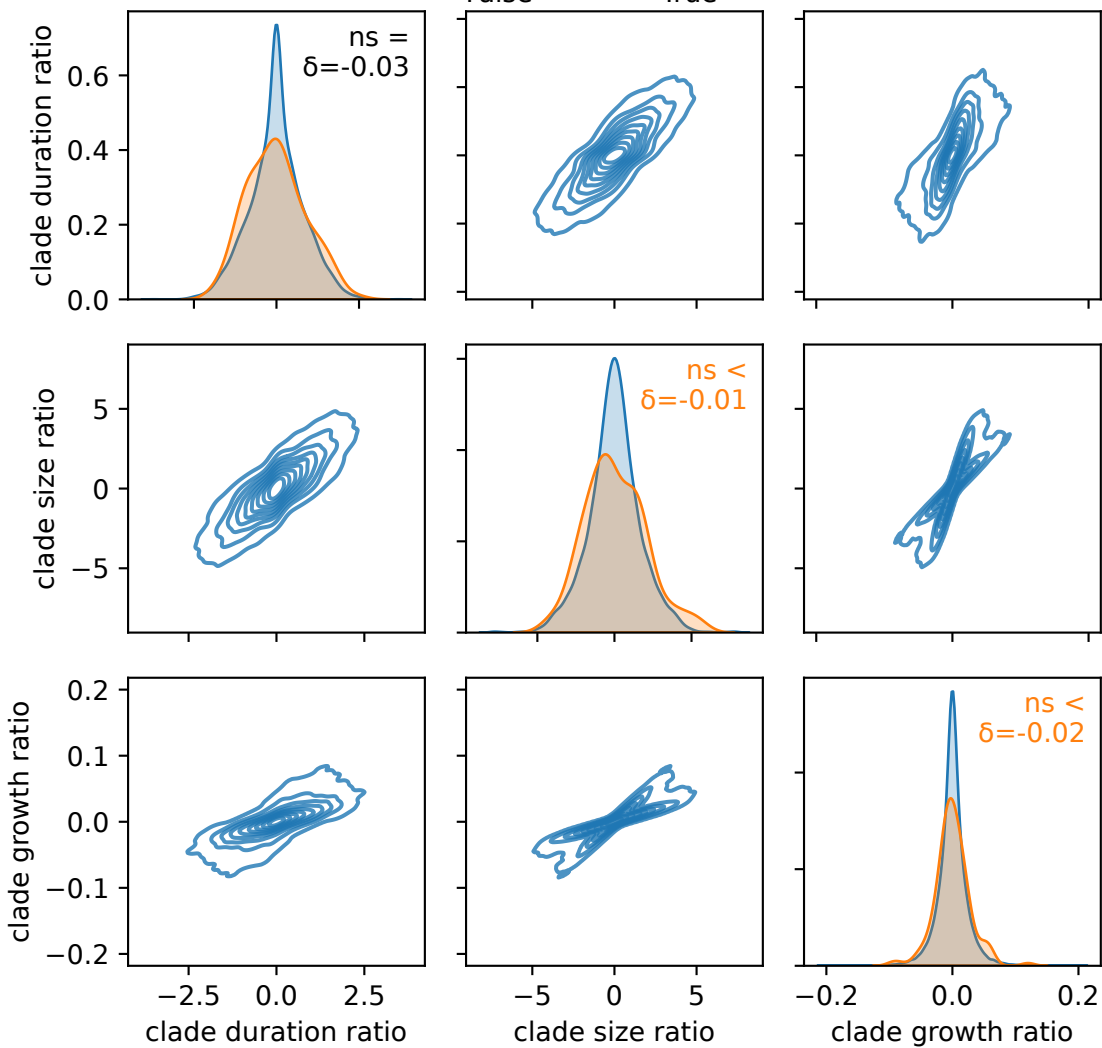 ns =
δ=-0.03
clade duration ratio
0.6
0.4
0.2
0.0
ns <
δ=-0.01
clade size ratio
5
0
−5
ns <
δ=-0.02
clade growth ratio
0.2
0.1
0.0
−0.1
−0.2
−2.5 0.0 2.5
−5 0 5
−0.2 0.0 0.2
clade duration ratio
clade size ratio
clade growth ratio